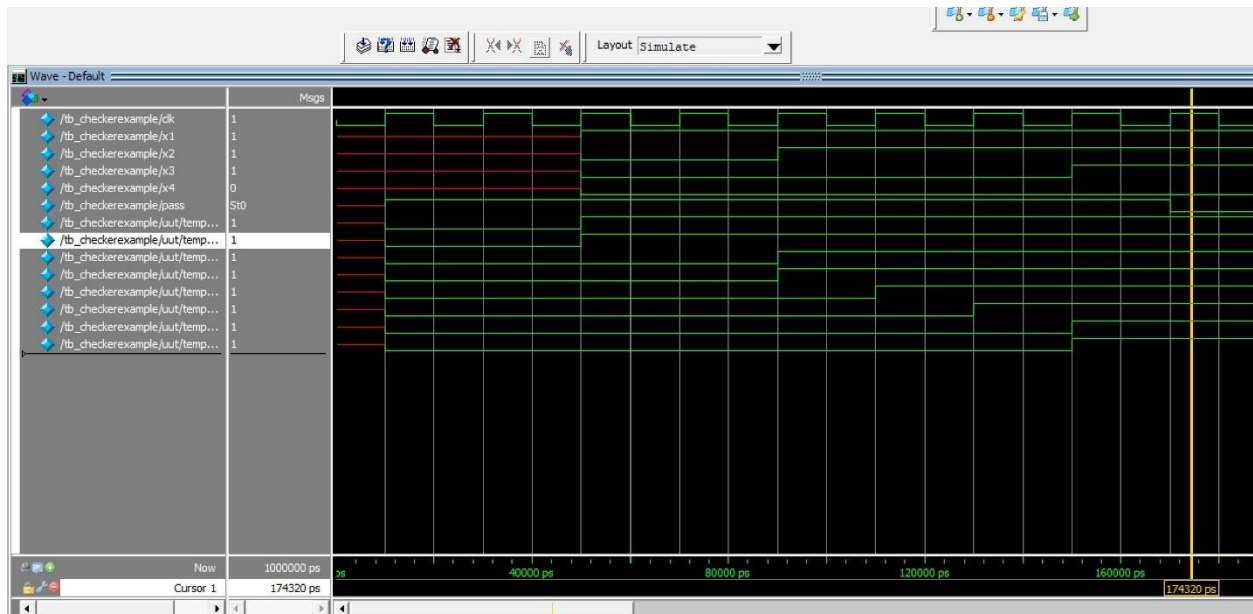 Layout Simulate
Wave - Default
Msgs
/tb_checkerexample/clk 1
/tb_checkerexample/x1 1
/tb_checkerexample/x2 1
/tb_checkerexample/x3 1
/tb_checkerexample/x4 0
/tb_checkerexample/pass St0
/tb_checkerexample/uut/temp... 1
/tb_checkerexample/uut/temp... 1
/tb_checkerexample/uut/temp... 1
/tb_checkerexample/uut/temp... 1
/tb_checkerexample/uut/temp... 1
/tb_checkerexample/uut/temp... 1
/tb_checkerexample/uut/temp... 1
/tb_checkerexample/uut/temp... 1
Now 1000000 ps ps 40000 ps 80000 ps 120000 ps 160000 ps
Cursor 1 174320 ps 174320 ps